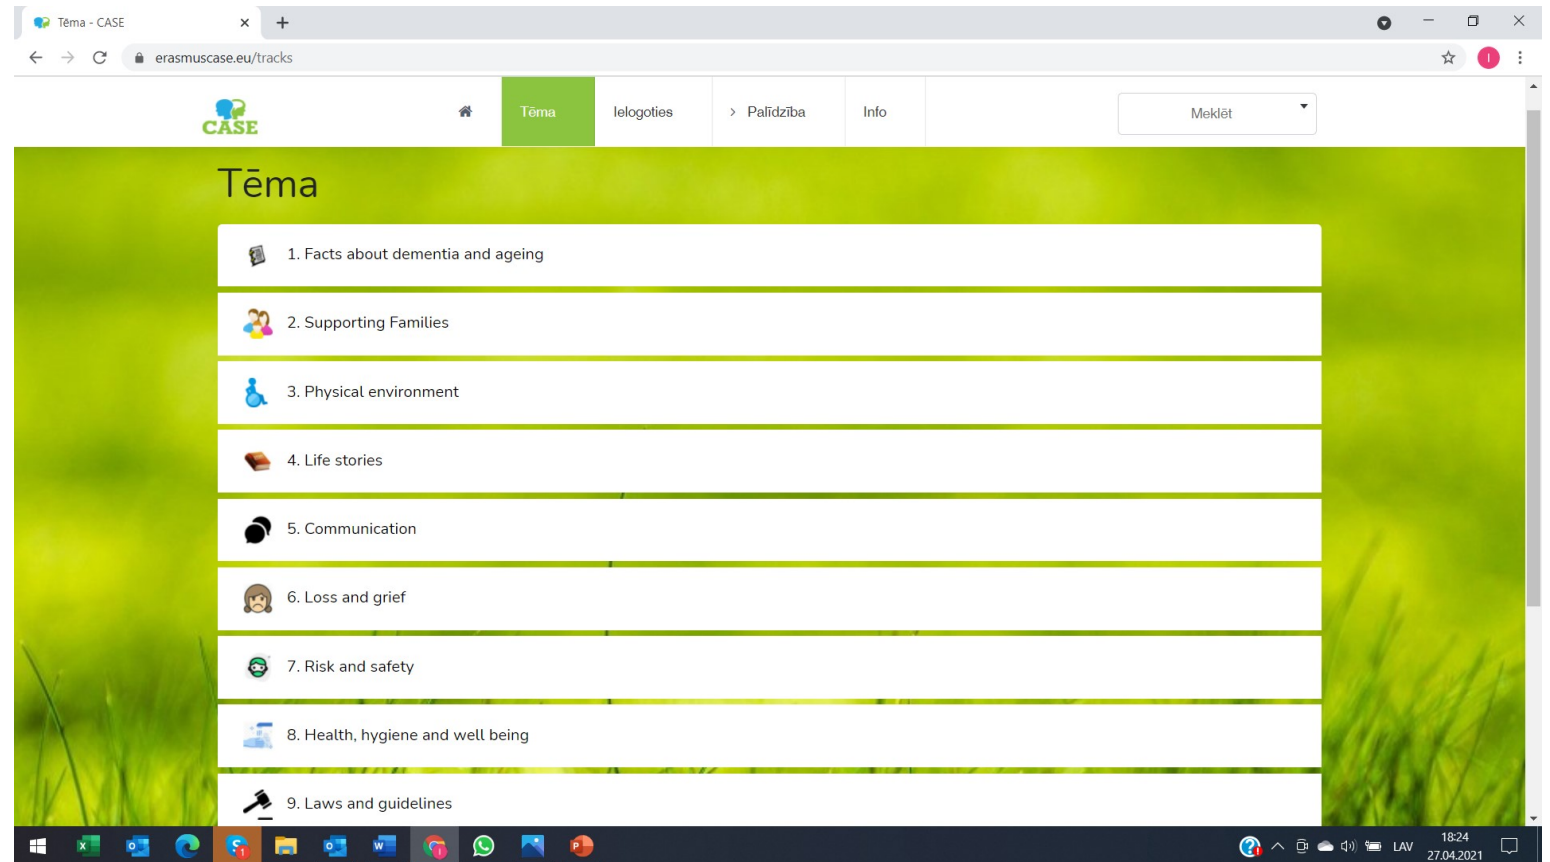 Tēma - CASE
erasmuscase.eu/tracks
I
CASE
Tēma
Ielogoties
> Palīdzība
Info
Meklēt
Tēma
1. Facts about dementia and ageing
2. Supporting Families
3. Physical environment
4. Life stories
5. Communication
6. Loss and grief
7. Risk and safety
8. Health, hygiene and well being
9. Laws and guidelines
LAV
18:24
27.04.2021